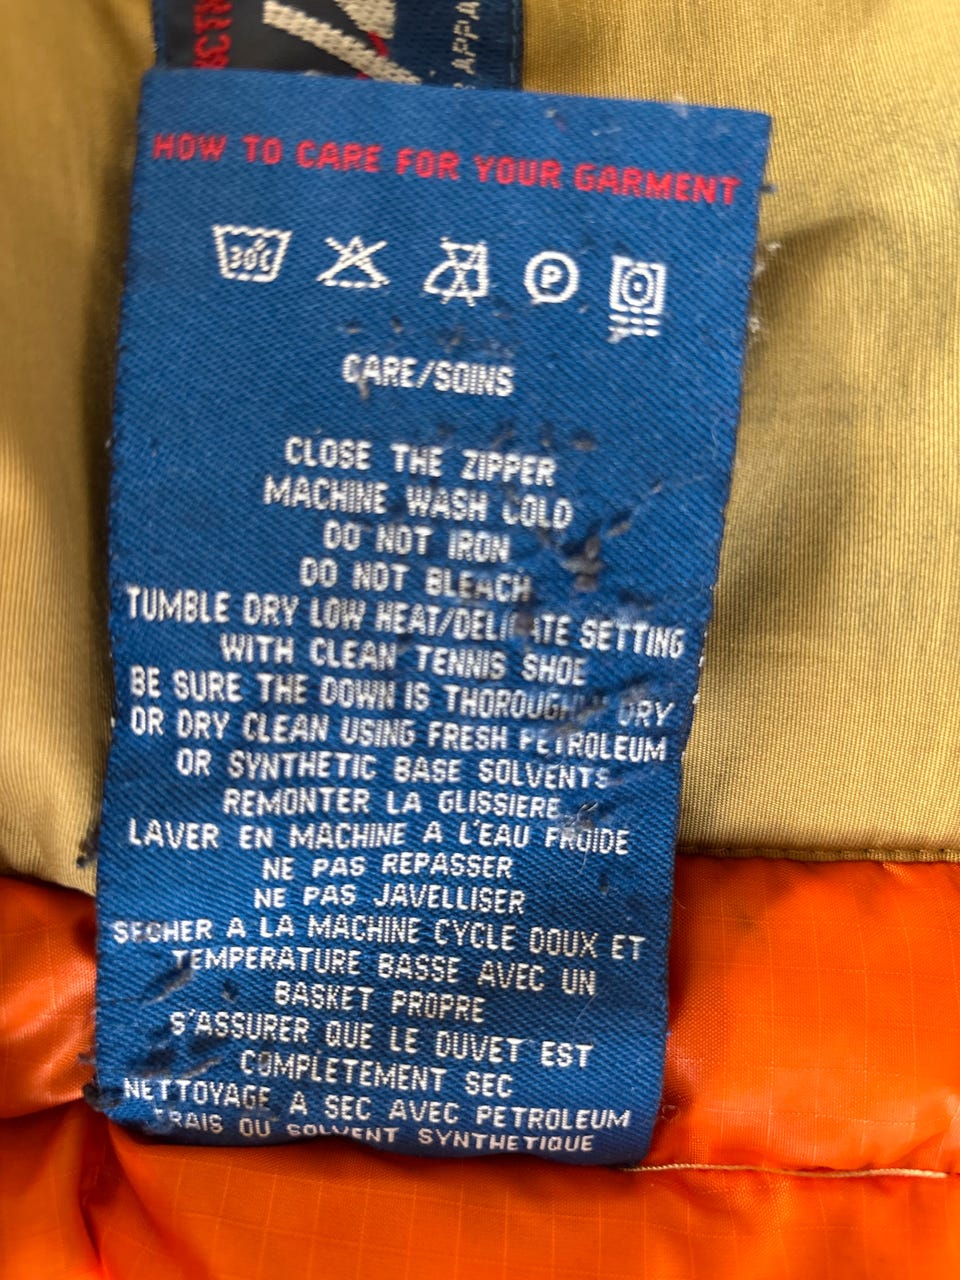 APPA
HOW TO CARE FOR YOUR GARMENT
30°C
P
CARE/SOINS
CLOSE THE ZIPPER
MACHINE WASH COLD
DO NOT IRON
DO NOT BLEACH
TUMBLE DRY LOW HEAT/DELICATE SETTING
WITH CLEAN TENNIS SHOE
BE SURE THE DOWN IS THOROUGHLY DRY
OR DRY CLEAN USING FRESH PETROLEUM
OR SYNTHETIC BASE SOLVENTS
REMONTER LA GLISSIERE
LAVER EN MACHINE A L'EAU FROIDE
NE PAS REPASSER
NE PAS JAVELLISER
SECHER A LA MACHINE CYCLE DOUX ET
TEMPERATURE BASSE AVEC UN
BASKET PROPRE
S'ASSURER QUE LE DUVET EST
COMPLETEMENT SEC
NETTOYAGE A SEC AVEC PETROLEUM
FRAIS OU SOLVENT SYNTHETIQUE